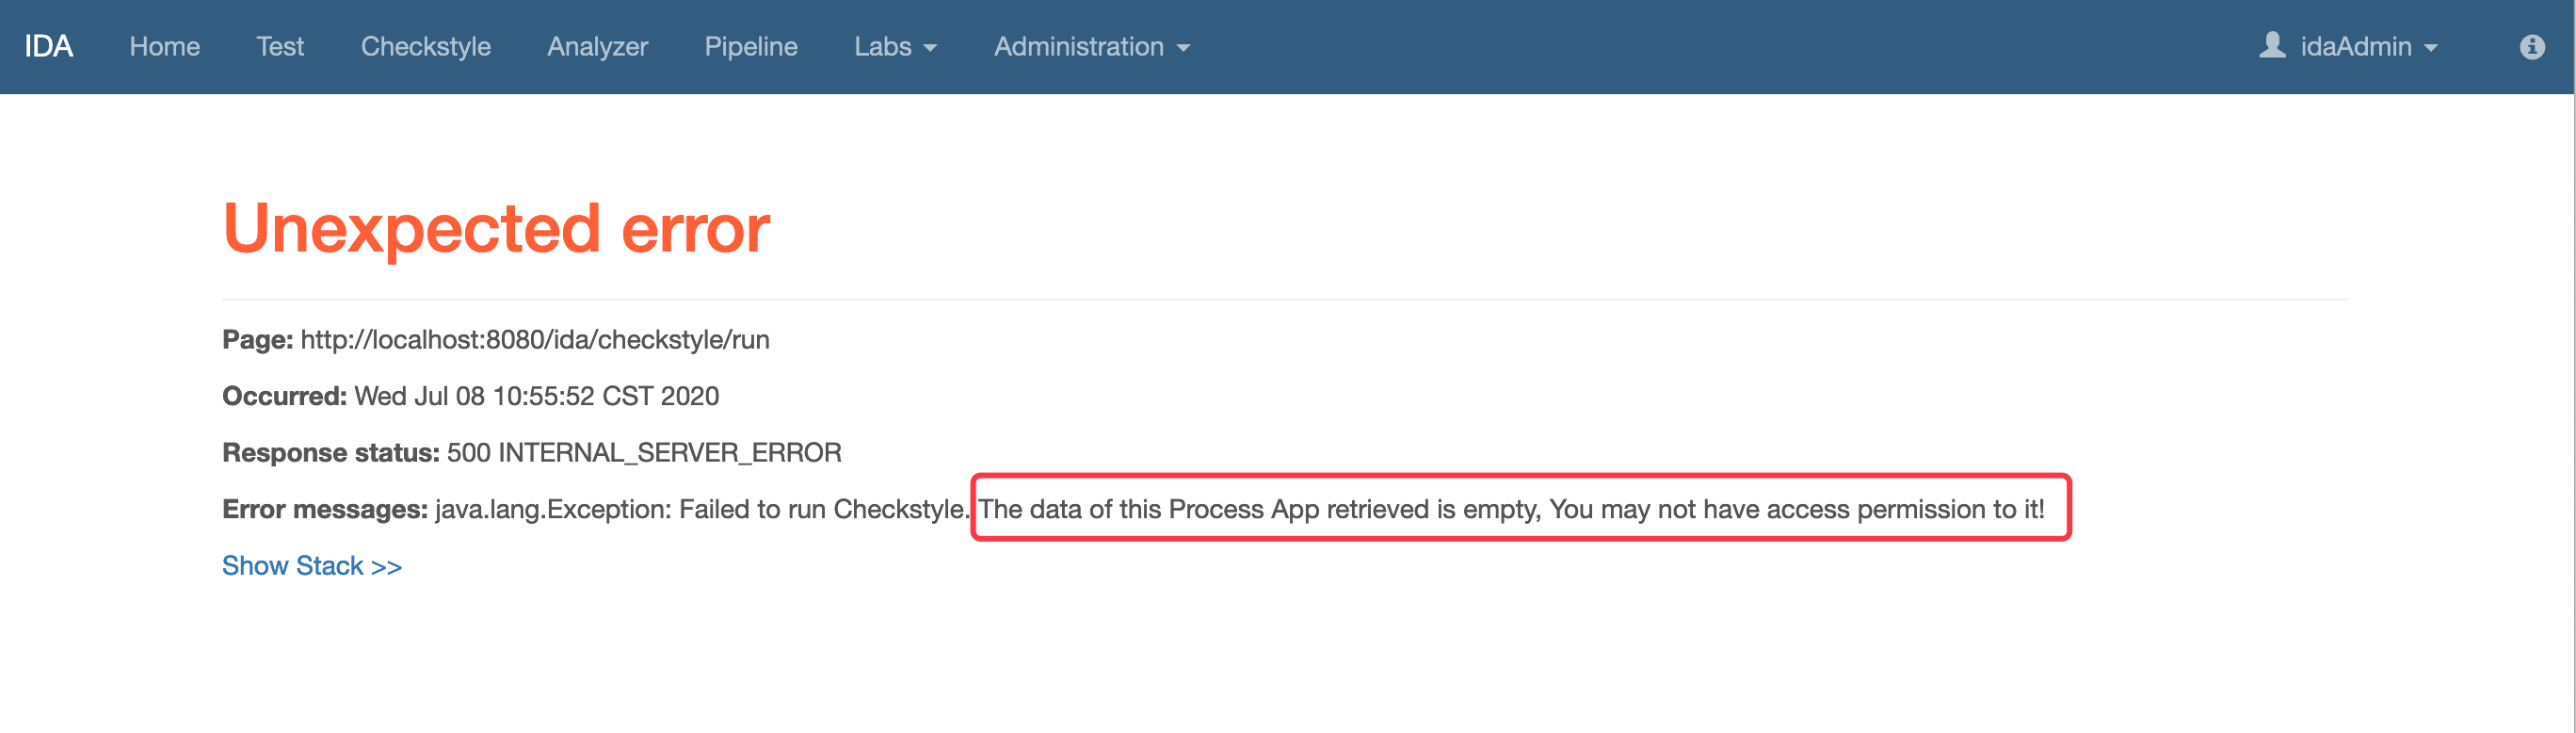 IDA Home Test Checkstyle Analyzer Pipeline Labs Administration idaAdmin
Unexpected error
Page: http://localhost:8080/ida/checkstyle/run
Occurred: Wed Jul 08 10:55:52 CST 2020
Response status: 500 INTERNAL_SERVER_ERROR
Error messages: java.lang.Exception: Failed to run Checkstyle. The data of this Process App retrieved is empty, You may not have access permission to it!
Show Stack >>